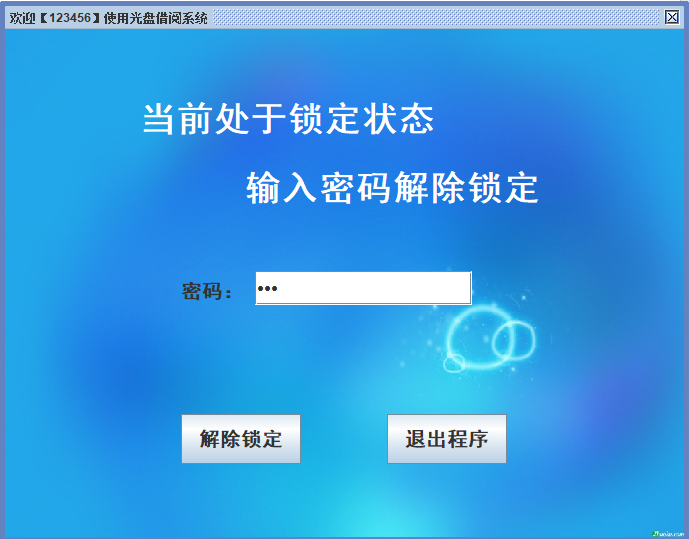 欢迎【123456】使用光盘借阅系统
当前处于锁定状态
输入密码解除锁定
密码：
解除锁定
退出程序